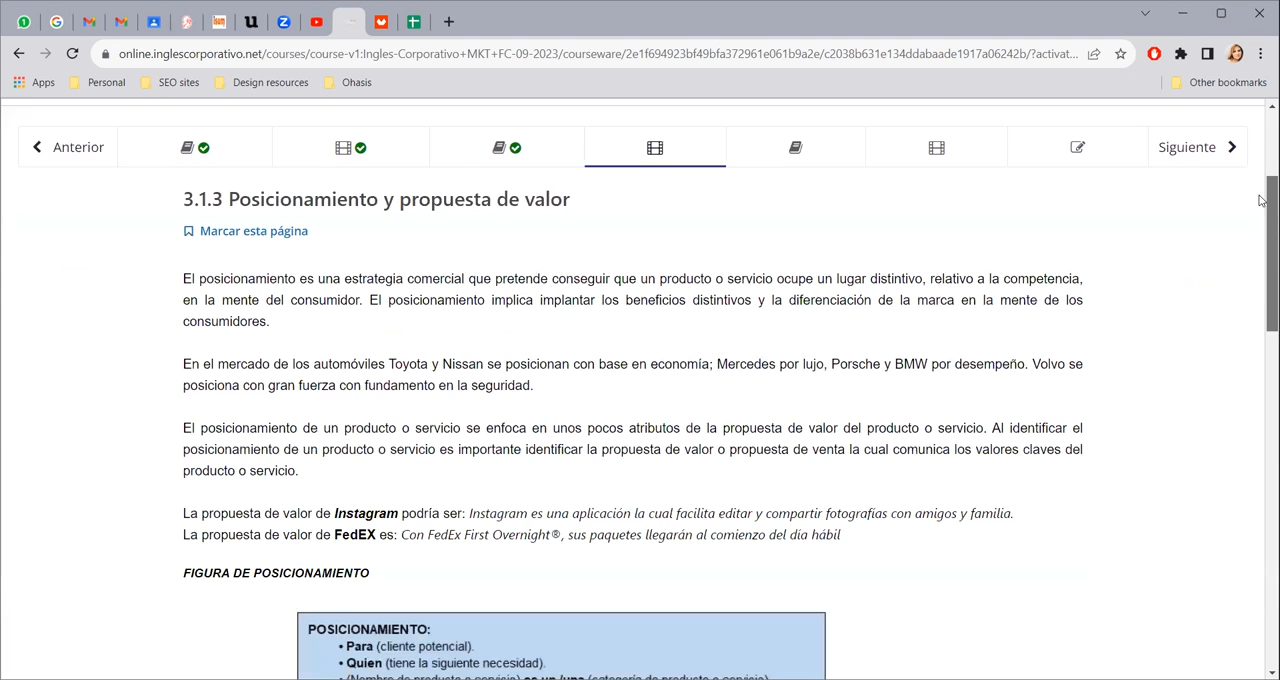 online.inglescorporativo.net/courses/course-v1:Ingles-Corporativo+MKT+FC-09-2023/courseware/2e1f694923bf49bfa372961e061b9a2e/c2038b631e134ddabaade1917a06242b/?activat...
Apps Personal SEO sites Design resources Ohasis Other bookmarks
Anterior Siguiente
3.1.3 Posicionamiento y propuesta de valor
Marcar esta página
El posicionamiento es una estrategia comercial que pretende conseguir que un producto o servicio ocupe un lugar distintivo, relativo a la competencia,
en la mente del consumidor. El posicionamiento implica implantar los beneficios distintivos y la diferenciación de la marca en la mente de los
consumidores.
En el mercado de los automóviles Toyota y Nissan se posicionan con base en economía; Mercedes por lujo, Porsche y BMW por desempeño. Volvo se
posiciona con gran fuerza con fundamento en la seguridad.
El posicionamiento de un producto o servicio se enfoca en unos pocos atributos de la propuesta de valor del producto o servicio. Al identificar el
posicionamiento de un producto o servicio es importante identificar la propuesta de valor o propuesta de venta la cual comunica los valores claves del
producto o servicio.
La propuesta de valor de Instagram podría ser: Instagram es una aplicación la cual facilita editar y compartir fotografías con amigos y familia.
La propuesta de valor de FedEX es: Con FedEx First Overnight®, sus paquetes llegarán al comienzo del día hábil
FIGURA DE POSICIONAMIENTO
POSICIONAMIENTO:
• Para (cliente potencial).
• Quien (tiene la siguiente necesidad).
• (Nombre de producto o servicio) es un /una (categoría de producto o servicio)